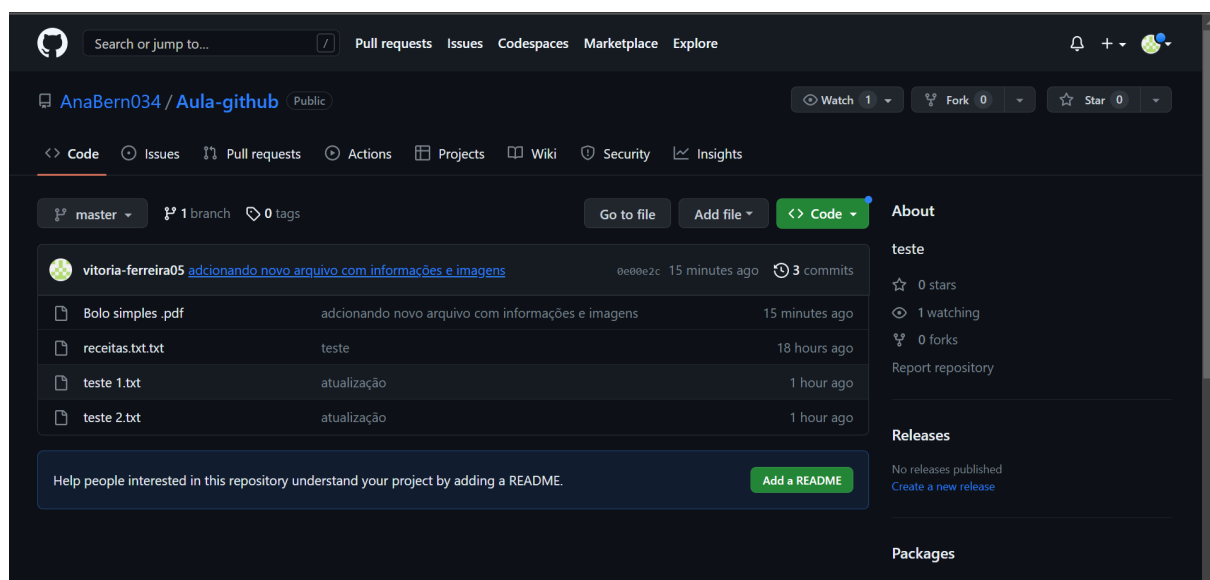 Search or jump to... / Pull requests Issues Codespaces Marketplace Explore
AnaBern034 / Aula-github Public Watch 1 Fork 0 Star 0
Code Issues Pull requests Actions Projects Wiki Security Insights
master 1 branch 0 tags Go to file Add file Code
vitoria-ferreira05 adcionando novo arquivo com informações e imagens 0e00e2c 15 minutes ago 3 commits
Bolo simples .pdf adcionando novo arquivo com informações e imagens 15 minutes ago
receitas.txt.txt teste 18 hours ago
teste 1.txt atualização 1 hour ago
teste 2.txt atualização 1 hour ago
Help people interested in this repository understand your project by adding a README. Add a README
About
teste
0 stars
1 watching
0 forks
Report repository
Releases
No releases published
Create a new release
Packages